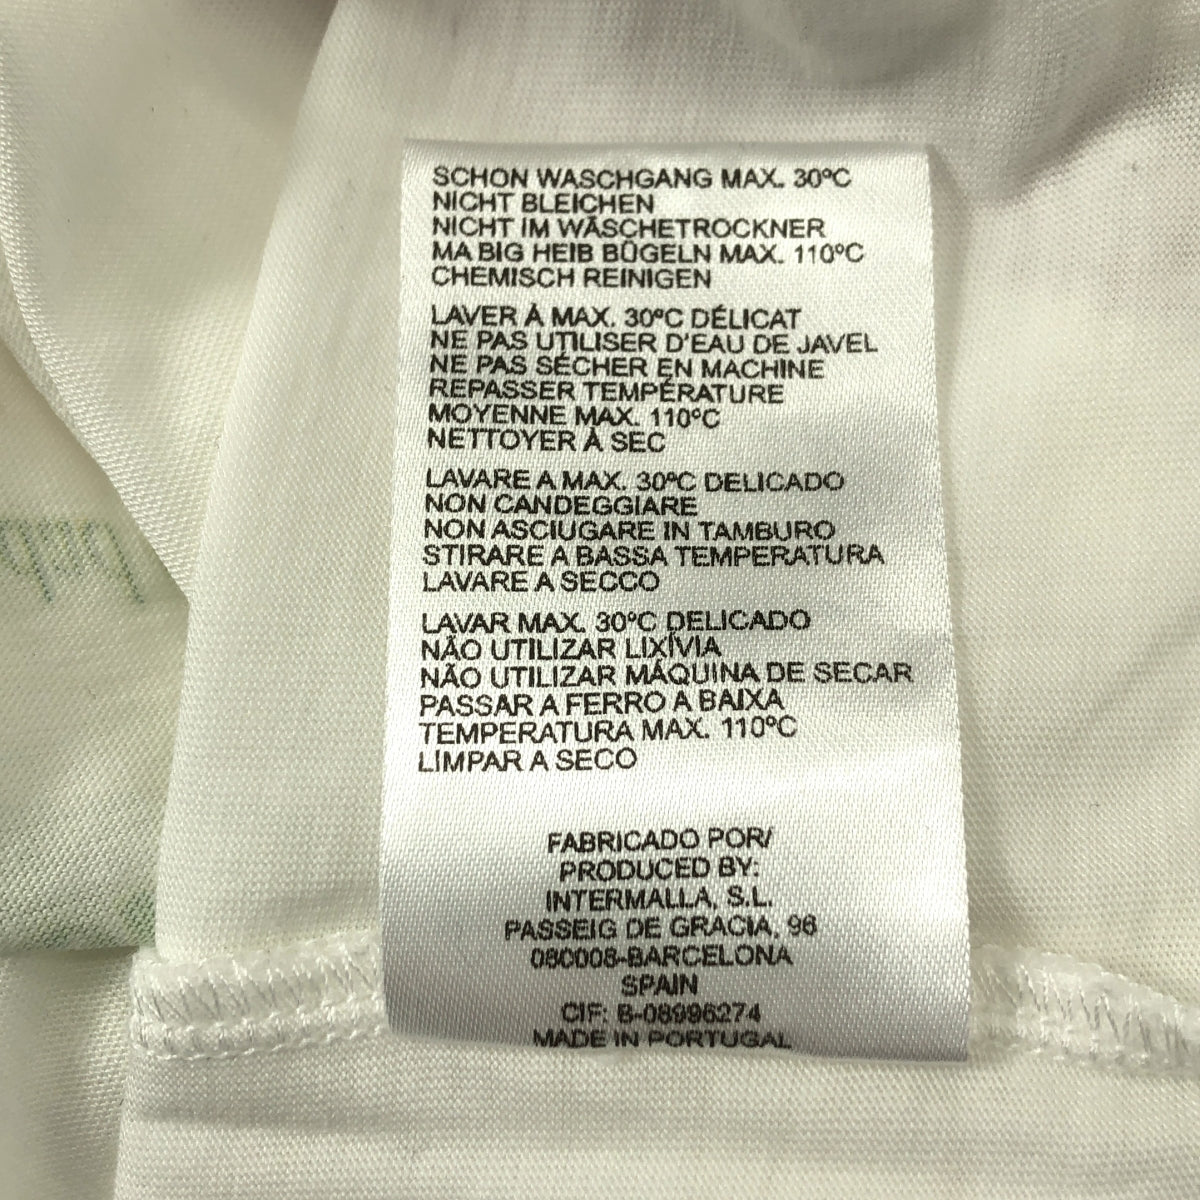 SCHON WASCHGANG MAX. 30ºC
NICHT BLEICHEN
NICHT IM WÄSCHETROCKNER
MA BIG HEIB BÜGELN MAX. 110ºC
CHEMISCH REINIGEN
LAVER À MAX. 30ºC DÉLICAT
NE PAS UTILISER D'EAU DE JAVEL
NE PAS SÉCHER EN MACHINE
REPASSER TEMPÉRATURE
MOYENNE MAX. 110ºC
NETTOYER À SEC
LAVARE A MAX. 30ºC DELICADO
NON CANDEGGIARE
NON ASCIUGARE IN TAMBURO
STIRARE A BASSA TEMPERATURA
LAVARE A SECCO
LAVAR MAX. 30ºC DELICADO
NÃO UTILIZAR LIXÍVIA
NÃO UTILIZAR MÁQUINA DE SECAR
PASSAR A FERRO A BAIXA
TEMPERATURA MAX. 110ºC
LIMPAR A SECO
FABRICADO POR/
PRODUCED BY:
INTERMALLA, S.L.
PASSEIG DE GRACIA, 96
080008-BARCELONA
SPAIN
CIF: B-08996274
MADE IN PORTUGAL